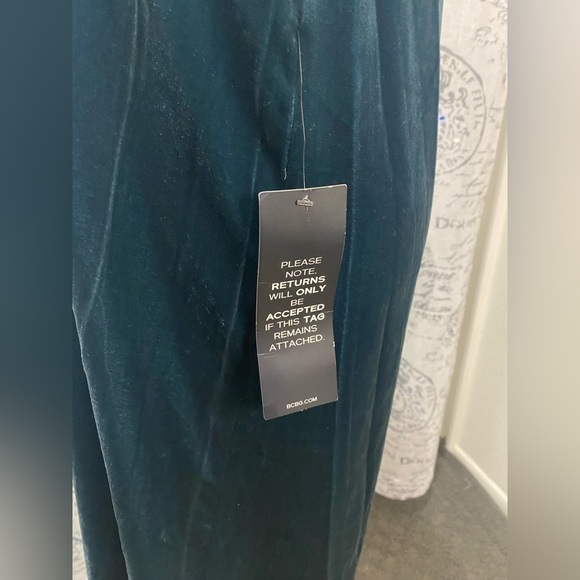 PLEASE
NOTE,
RETURNS
WILL ONLY
BE
ACCEPTED
IF THIS TAG
REMAINS
ATTACHED.
BCBG.COM